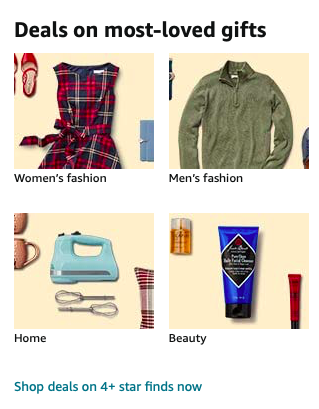 Deals on most-loved gifts
Women's fashion
Men's fashion
Home
Beauty
Shop deals on 4+ star finds now